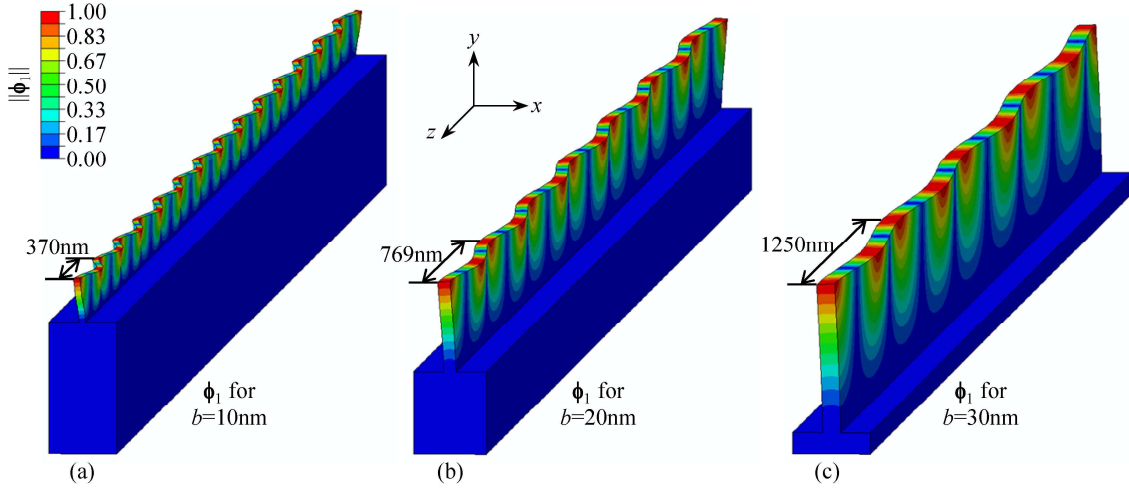 1.00
0.83
0.67
0.50
0.33
0.17
0.00
||ϕ₁||
y
x
z
370nm
769nm
1250nm
ϕ₁ for
b=10nm
ϕ₁ for
b=20nm
ϕ₁ for
b=30nm
(a)
(b)
(c)